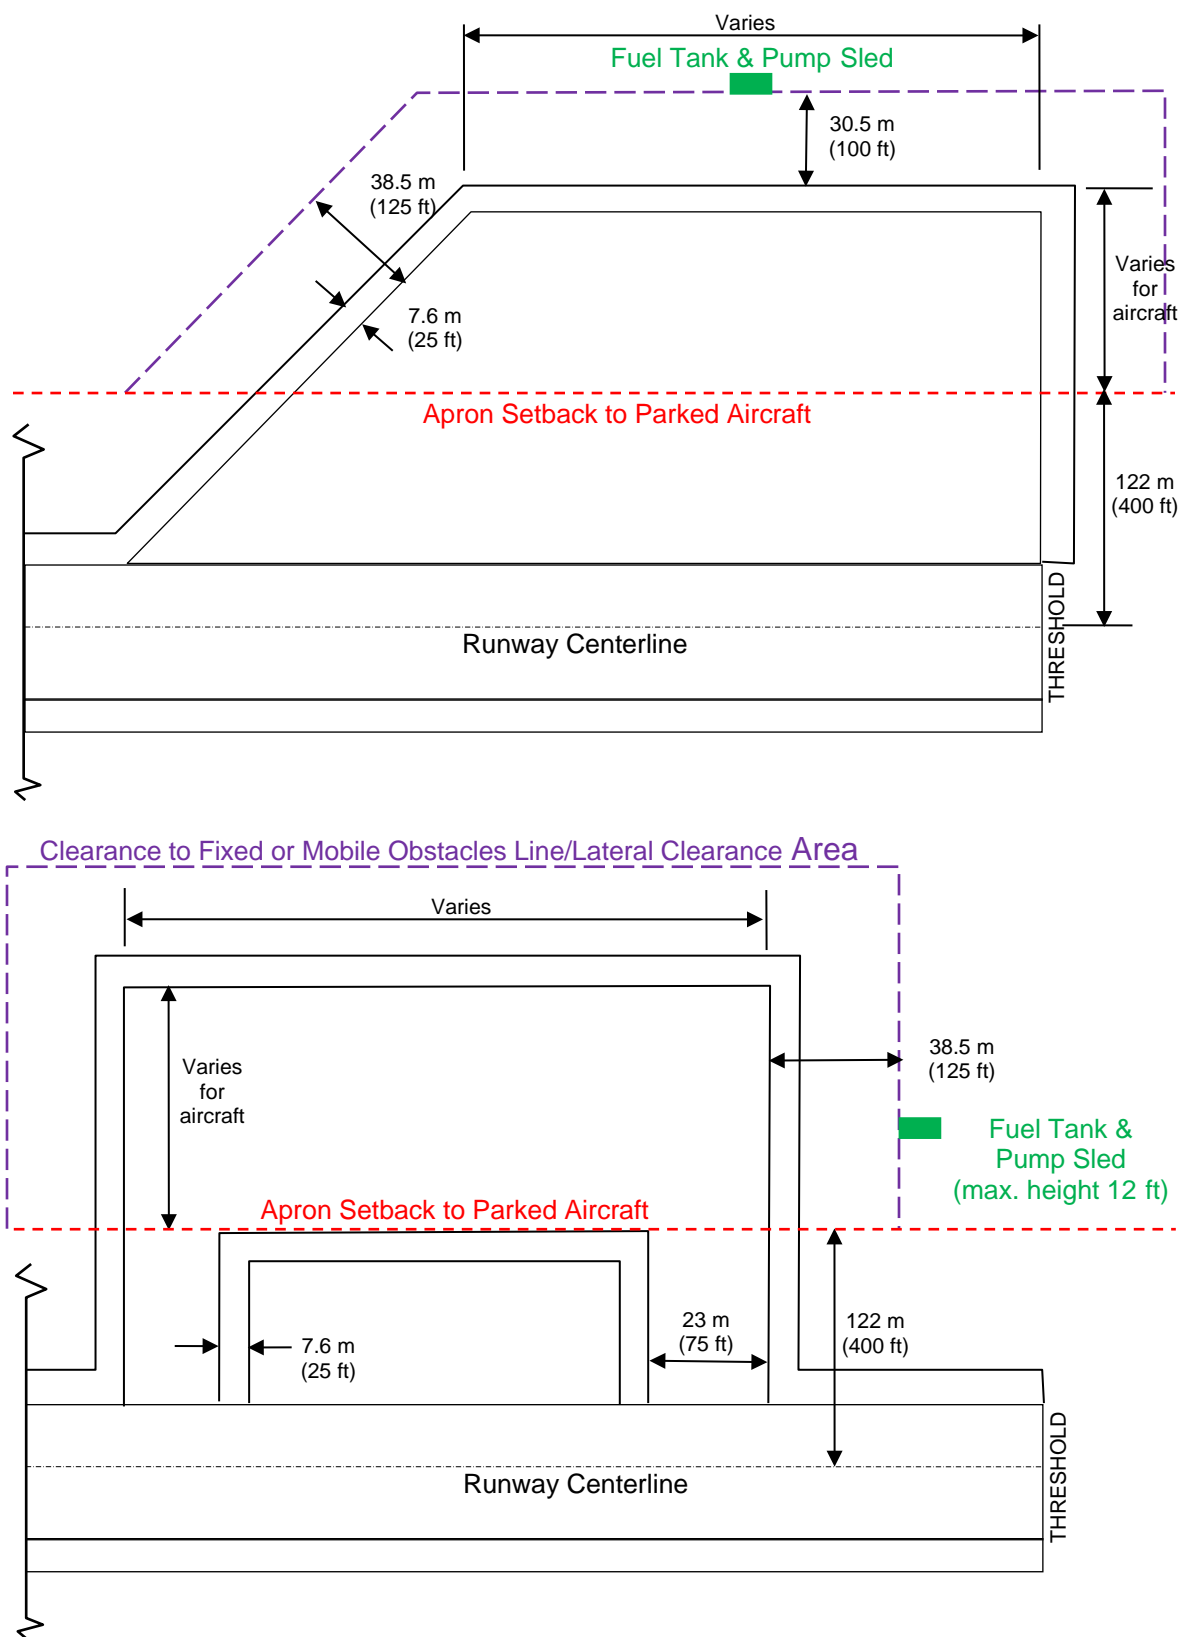 Varies
Fuel Tank & Pump Sled
30.5 m
(100 ft)
38.5 m
(125 ft)
7.6 m
(25 ft)
Varies
for
aircraft
Apron Setback to Parked Aircraft
122 m
(400 ft)
THRESHOLD
Runway Centerline
Clearance to Fixed or Mobile Obstacles Line/Lateral Clearance Area
Varies
38.5 m
(125 ft)
Varies
for
aircraft
Fuel Tank &
Pump Sled
(max. height 12 ft)
Apron Setback to Parked Aircraft
23 m
(75 ft)
122 m
(400 ft)
7.6 m
(25 ft)
THRESHOLD
Runway Centerline